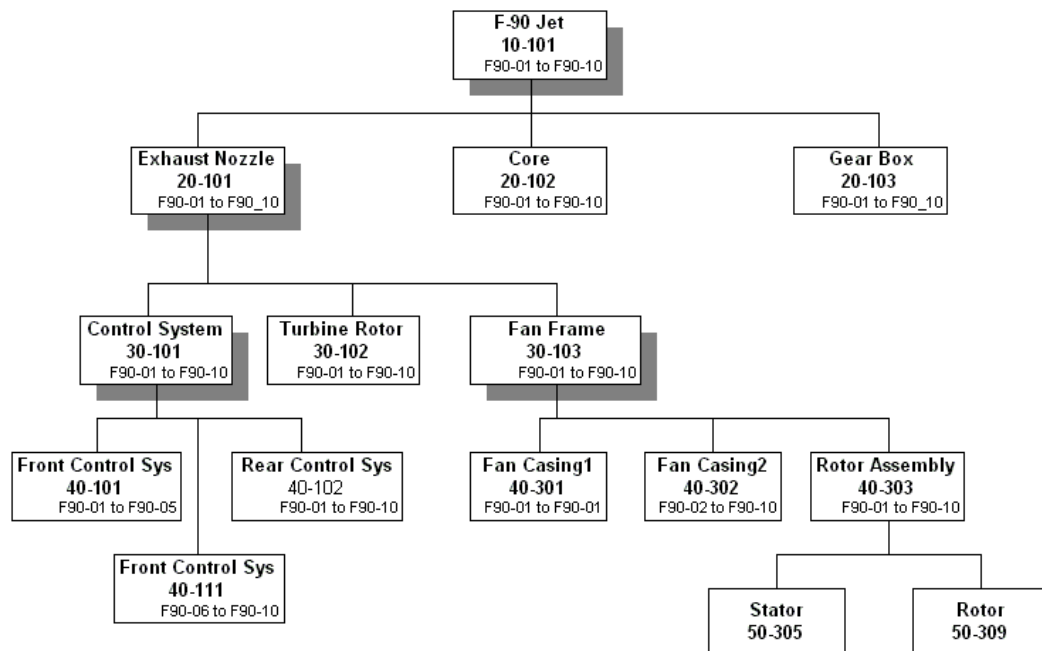 F-90 Jet
10-101
F90-01 to F90-10
Exhaust Nozzle
20-101
F90-01 to F90_10
Core
20-102
F90-01 to F90-10
Gear Box
20-103
F90-01 to F90_10
Control System
30-101
F90-01 to F90-10
Turbine Rotor
30-102
F90-01 to F90-10
Fan Frame
30-103
F90-01 to F90-10
Front Control Sys
40-101
F90-01 to F90-05
Rear Control Sys
40-102
F90-01 to F90-10
Fan Casing1
40-301
F90-01 to F90-01
Fan Casing2
40-302
F90-02 to F90-10
Rotor Assembly
40-303
F90-01 to F90-10
Front Control Sys
40-111
F90-06 to F90-10
Stator
50-305
Rotor
50-309